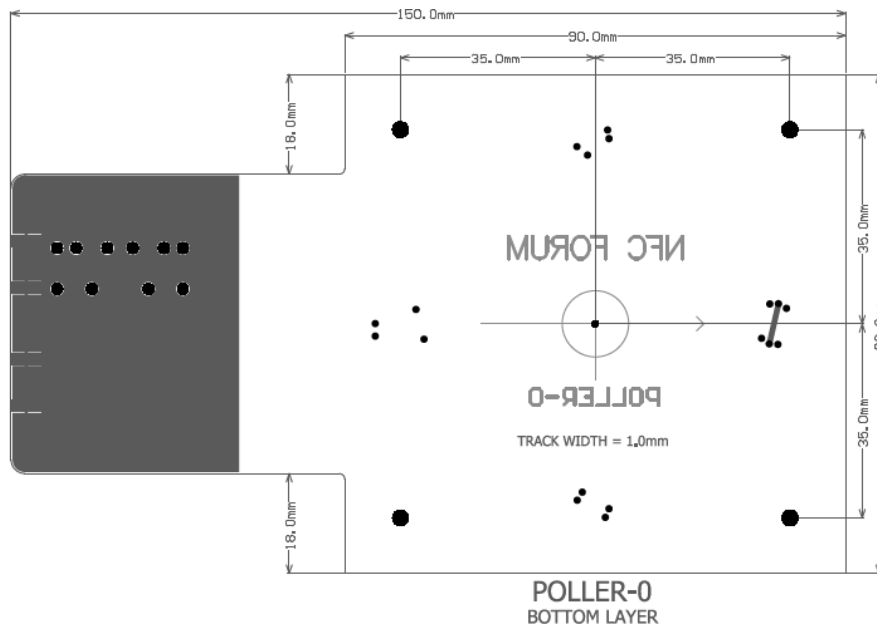 150.0mm
90.0mm
35.0mm 35.0mm
18.0mm
35.0mm
NFC FORUM
POLLER-0
35.0mm
TRACK WIDTH = 1.0mm
18.0mm
POLLER-0
BOTTOM LAYER